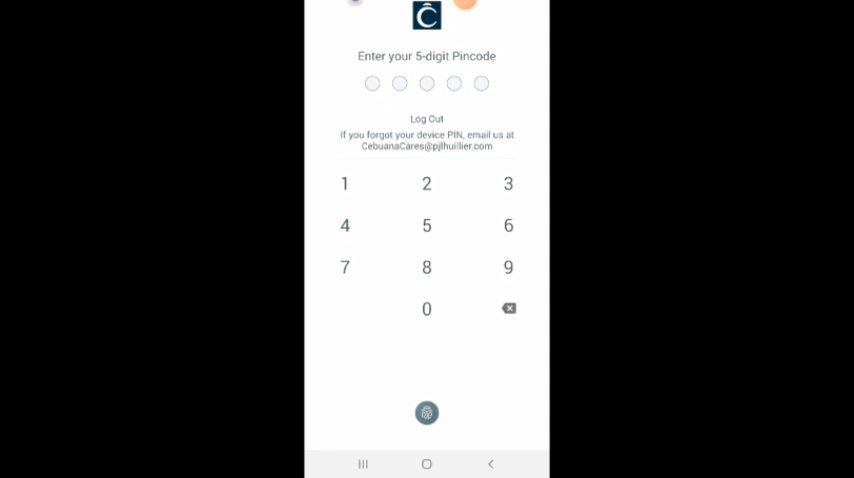 Ĉ
Enter your 5-digit Pincode
Log Out
If you forgot your device PIN, email us at
CebuanaCares@pjlhuillier.com
1 2 3
4 5 6
7 8 9
0